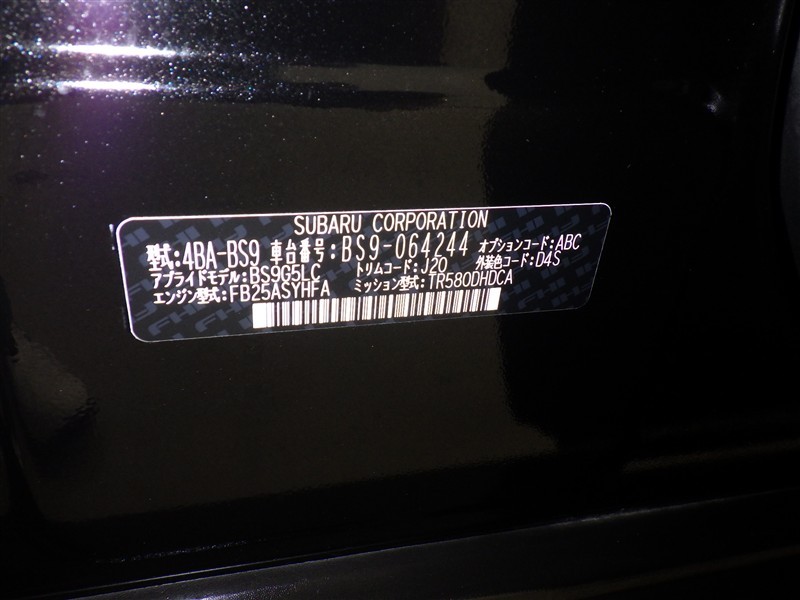 SUBARU CORPORATION
型式:4BA-BS9 車台番号:BS9-064244 オプションコード:ABC
アプライドモデル:BS9G5LC トリムコード:J20 外装色コード:D4S
エンジン型式:FB25ASYHFA ミッション型式:TR580DHDCA